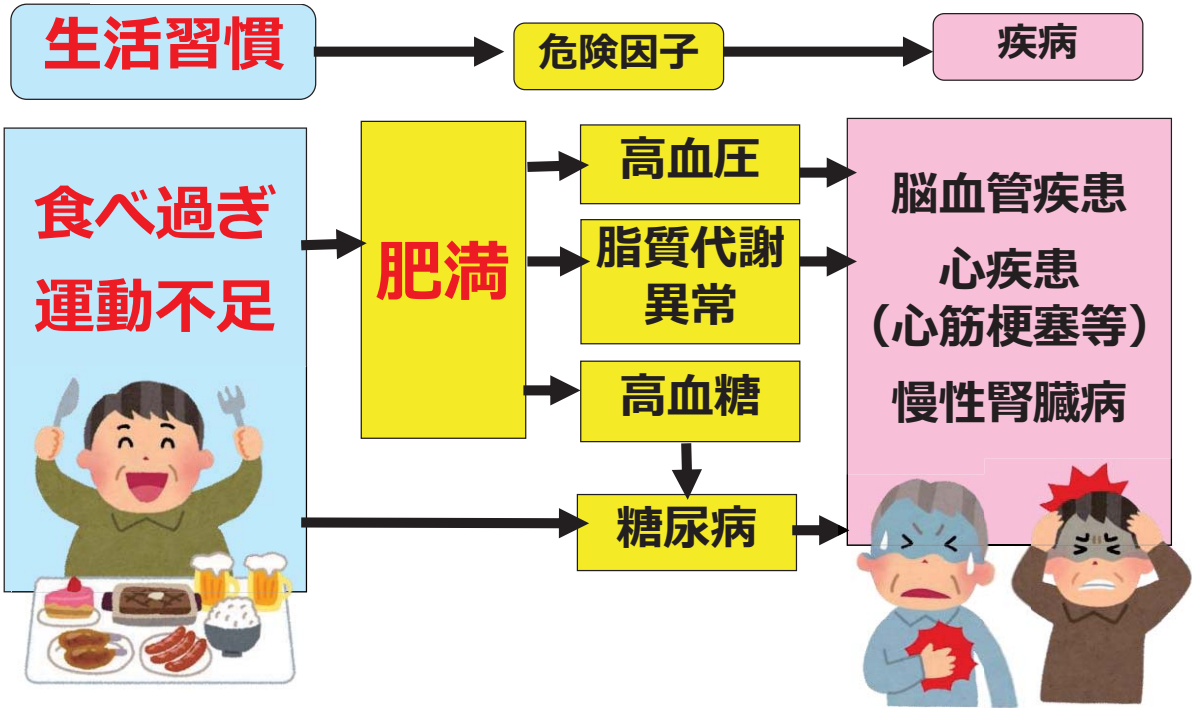 生活習慣
危険因子
疾病
食べ過ぎ
運動不足
肥満
高血圧
脂質代謝
異常
高血糖
糖尿病
脳血管疾患
心疾患
（心筋梗塞等）
慢性腎臓病